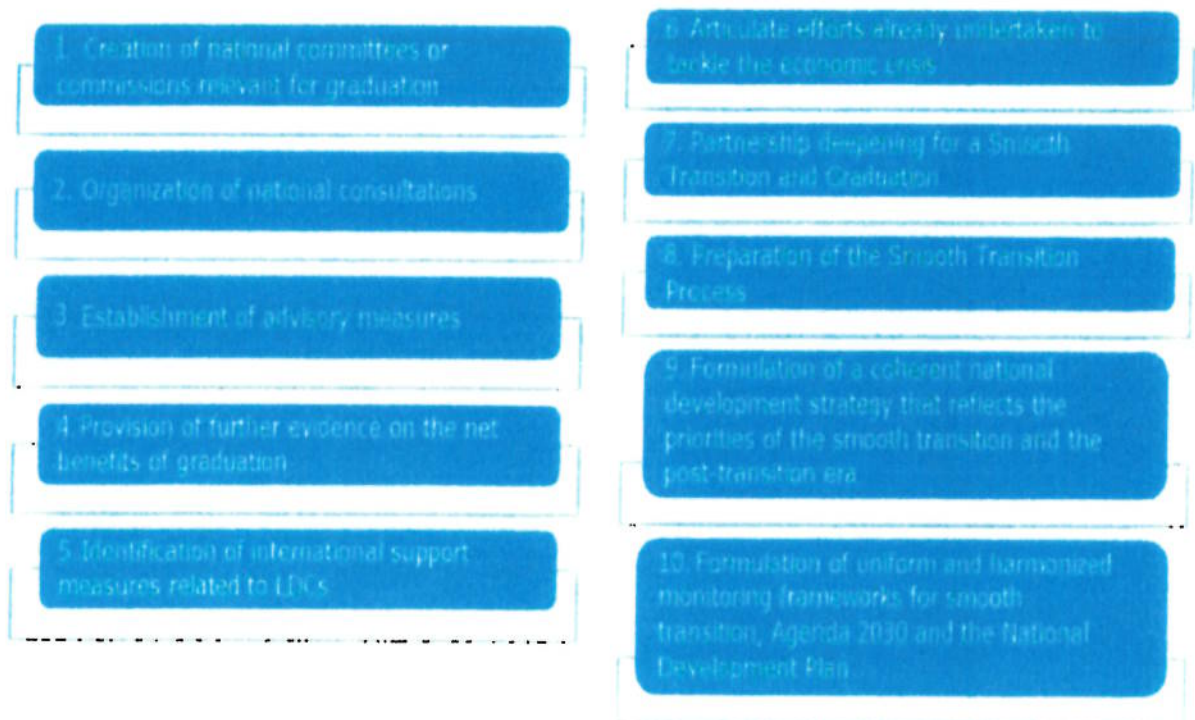 1. Creation of national committees or
commissions relevant for graduation
2. Organization of national consultations
3 Establishment of advisory measures
4. Provision of further evidence on the net
benefits of graduation
5. Identification of international support
measures related to LDCs
6 Articulate efforts already undertaken to
tackle the economic crisis
7. Partnership deepening for a Smooth
Transition and Graduation
8. Preparation of the Smooth Transition
Process
9 Formulation of a coherent national
development strategy that reflects the
priorities of the smooth transition and the
post-transition era
10. Formulation of uniform and harmonized
monitoring frameworks for smooth
transition, Agenda 2030 and the National
Development Plan